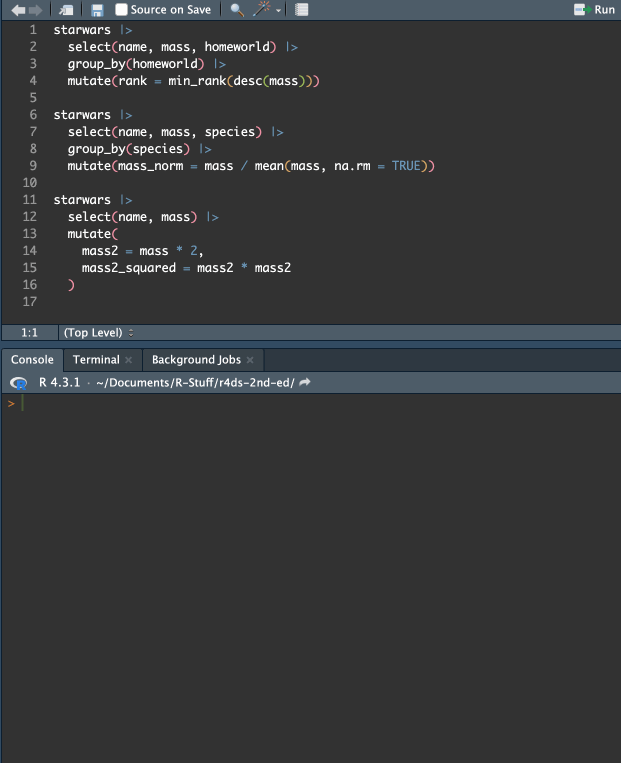 Source on Save Run
1 starwars |>
2 select(name, mass, homeworld) |>
3 group_by(homeworld) |>
4 mutate(rank = min_rank(desc(mass)))
5
6 starwars |>
7 select(name, mass, species) |>
8 group_by(species) |>
9 mutate(mass_norm = mass / mean(mass, na.rm = TRUE))
10
11 starwars |>
12 select(name, mass) |>
13 mutate(
14 mass2 = mass * 2,
15 mass2_squared = mass2 * mass2
16 )
17
1:1 (Top Level)
Console Terminal × Background Jobs ×
R 4.3.1 · ~/Documents/R-Stuff/r4ds-2nd-ed/
>